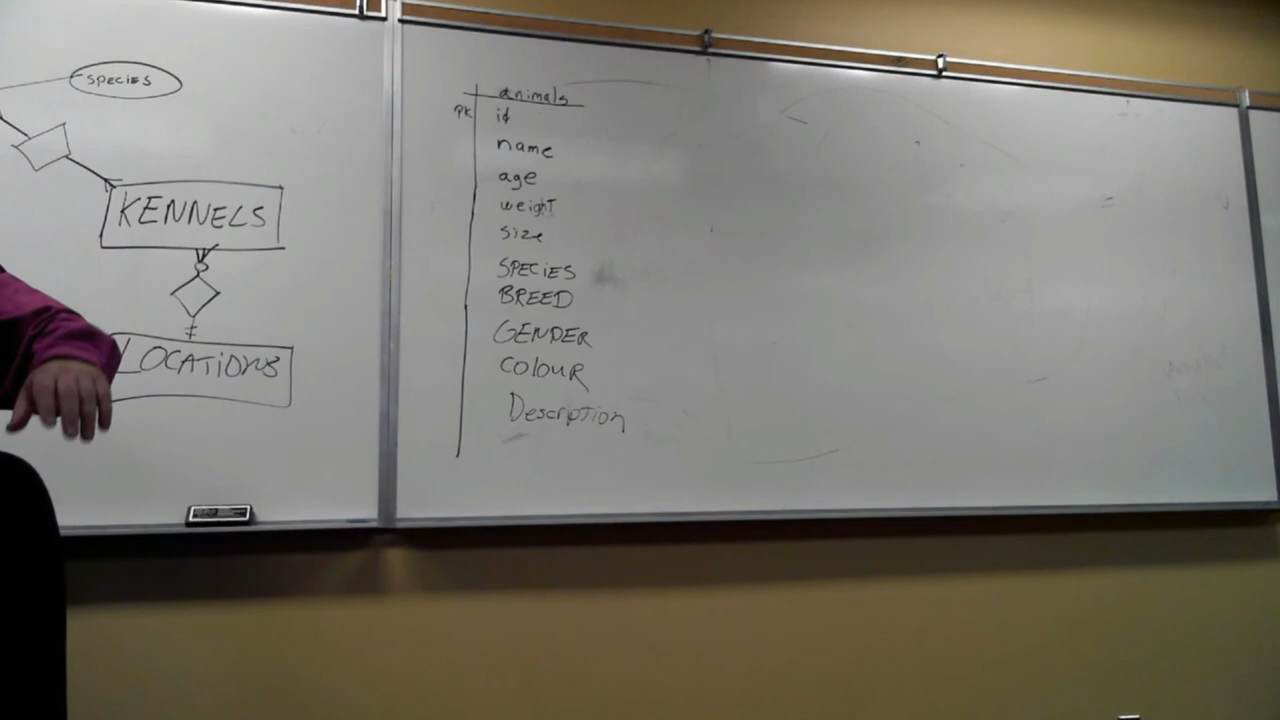 SPECIES
KENNELS
LOCATIONS
animals
PK id
name
age
weight
size
SPECIES
BREED
GENDER
COLOUR
Description